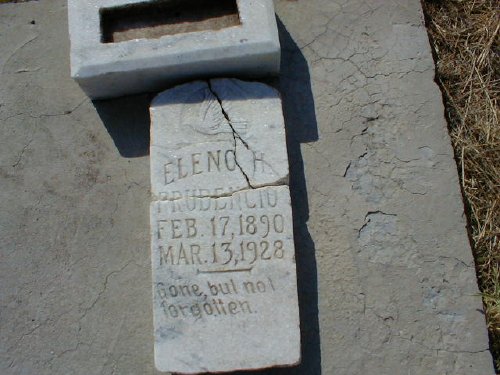 ELENO H.
PRUDENCIO
FEB. 17, 1890
MAR. 13, 1928
Gone, but not
forgotten.